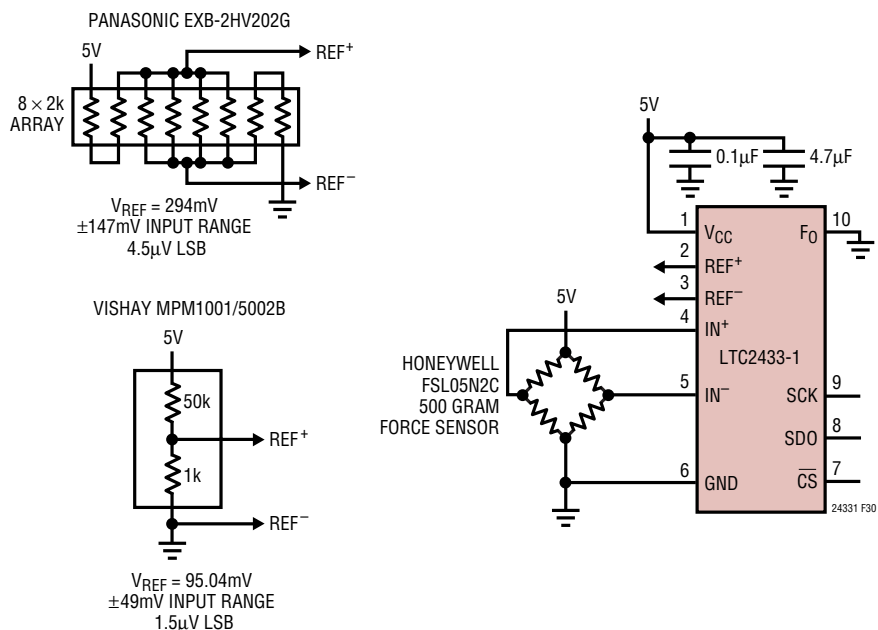 PANASONIC EXB-2HV202G
5V
REF+
8 × 2k
ARRAY
REF−
VREF = 294mV
±147mV INPUT RANGE
4.5µV LSB
VISHAY MPM1001/5002B
5V
50k
REF+
1k
REF−
VREF = 95.04mV
±49mV INPUT RANGE
1.5µV LSB
5V
0.1µF
4.7µF
1
VCC
FO
10
2
REF+
3
REF−
5V
4
IN+
LTC2433-1
HONEYWELL
FSL05N2C
500 GRAM
FORCE SENSOR
5
IN−
SCK
9
SDO
8
6
GND
CS
7
24331 F30